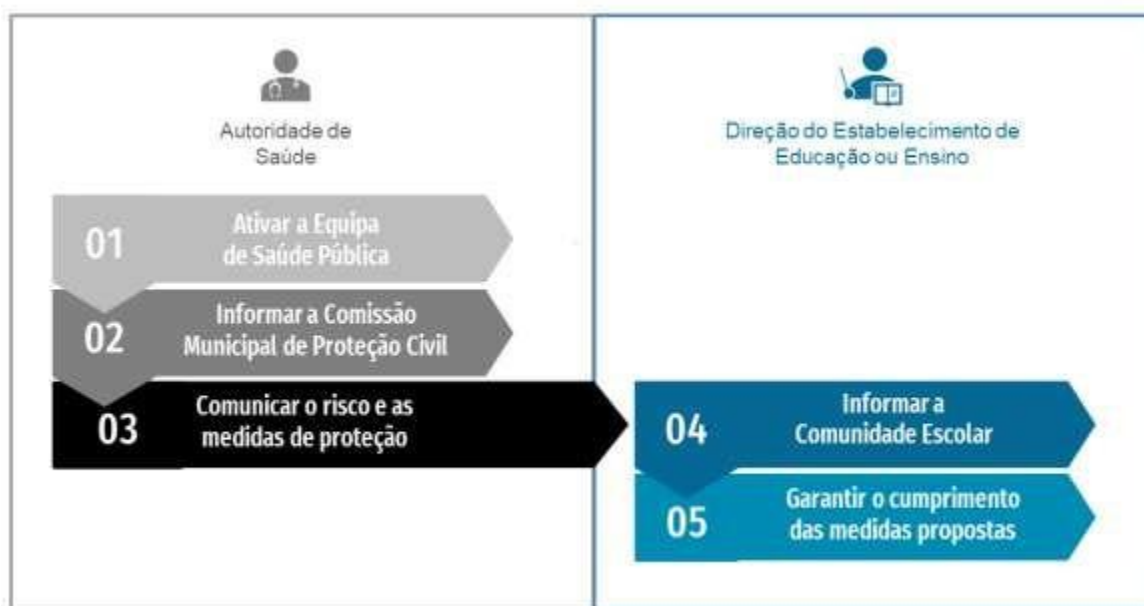 Autoridade de
Saúde
01
Ativar a Equipa
de Saúde Pública
02
Informar a Comissão
Municipal de Proteção Civil
03
Comunicar o risco e as
medidas de proteção
Direção do Estabelecimento de
Educação ou Ensino
04
Informar a
Comunidade Escolar
05
Garantir o cumprimento
das medidas propostas